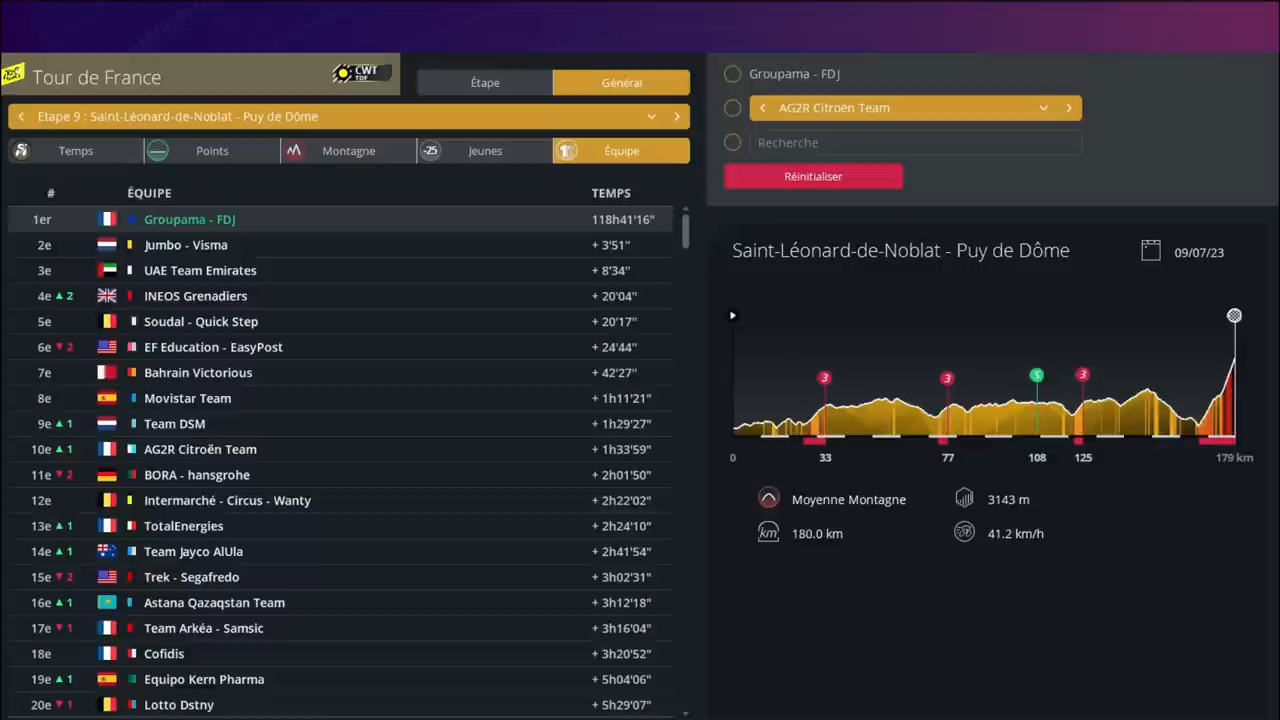 Tour de France
CWT
TDF
Étape
Général
Etape 9 : Saint-Léonard-de-Noblat - Puy de Dôme
Temps
Points
Montagne
-25
Jeunes
Équipe
# ÉQUIPE TEMPS
1er Groupama - FDJ 118h41'16"
2e Jumbo - Visma + 3'51"
3e UAE Team Emirates + 8'34"
4e 2 INEOS Grenadiers + 20'04"
5e Soudal - Quick Step + 20'17"
6e 2 EF Education - EasyPost + 24'44"
7e Bahrain Victorious + 42'27"
8e Movistar Team + 1h11'21"
9e 1 Team DSM + 1h29'27"
10e 1 AG2R Citroën Team + 1h33'59"
11e 2 BORA - hansgrohe + 2h01'50"
12e Intermarché - Circus - Wanty + 2h22'02"
13e 1 TotalEnergies + 2h24'10"
14e 1 Team Jayco AlUla + 2h41'54"
15e 2 Trek - Segafredo + 3h02'31"
16e 1 Astana Qazaqstan Team + 3h12'18"
17e 1 Team Arkéa - Samsic + 3h16'04"
18e Cofidis + 3h20'52"
19e 1 Equipo Kern Pharma + 5h04'06"
20e 1 Lotto Dstny + 5h29'07"
Groupama - FDJ
AG2R Citroën Team
Recherche
Réinitialiser
Saint-Léonard-de-Noblat - Puy de Dôme
09/07/23
3 3 S 3
0 33 77 108 125 179 km
Moyenne Montagne
3143 m
km 180.0 km
41.2 km/h